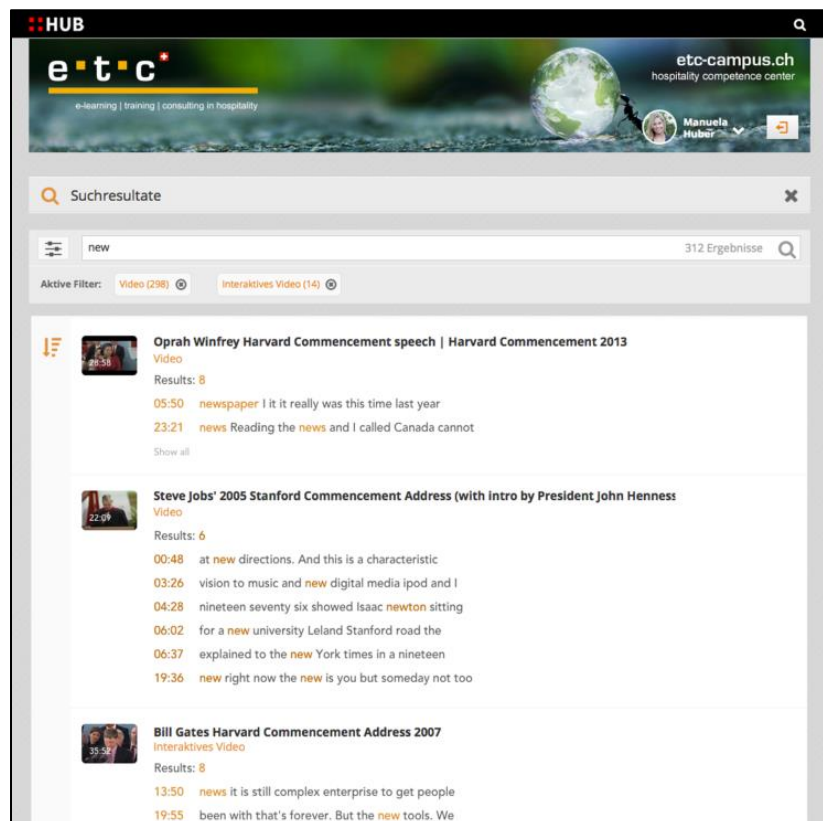 HUB
e·t·c
e-learning | training | consulting in hospitality
etc-campus.ch
hospitality competence center
Manuela
Huber
Suchresultate
new
312 Ergebnisse
Aktive Filter: Video (298) Interaktives Video (14)
Oprah Winfrey Harvard Commencement speech | Harvard Commencement 2013
28:58
Video
Results: 8
05:50 newspaper I it it really was this time last year
23:21 news Reading the news and I called Canada cannot
Show all
Steve Jobs' 2005 Stanford Commencement Address (with intro by President John Henness
22:09
Video
Results: 6
00:48 at new directions. And this is a characteristic
03:26 vision to music and new digital media ipod and I
04:28 nineteen seventy six showed Isaac newton sitting
06:02 for a new university Leland Stanford road the
06:37 explained to the new York times in a nineteen
19:36 new right now the new is you but someday not too
Bill Gates Harvard Commencement Address 2007
35:52
Interaktives Video
Results: 8
13:50 news it is still complex enterprise to get people
19:55 been with that's forever. But the new tools. We